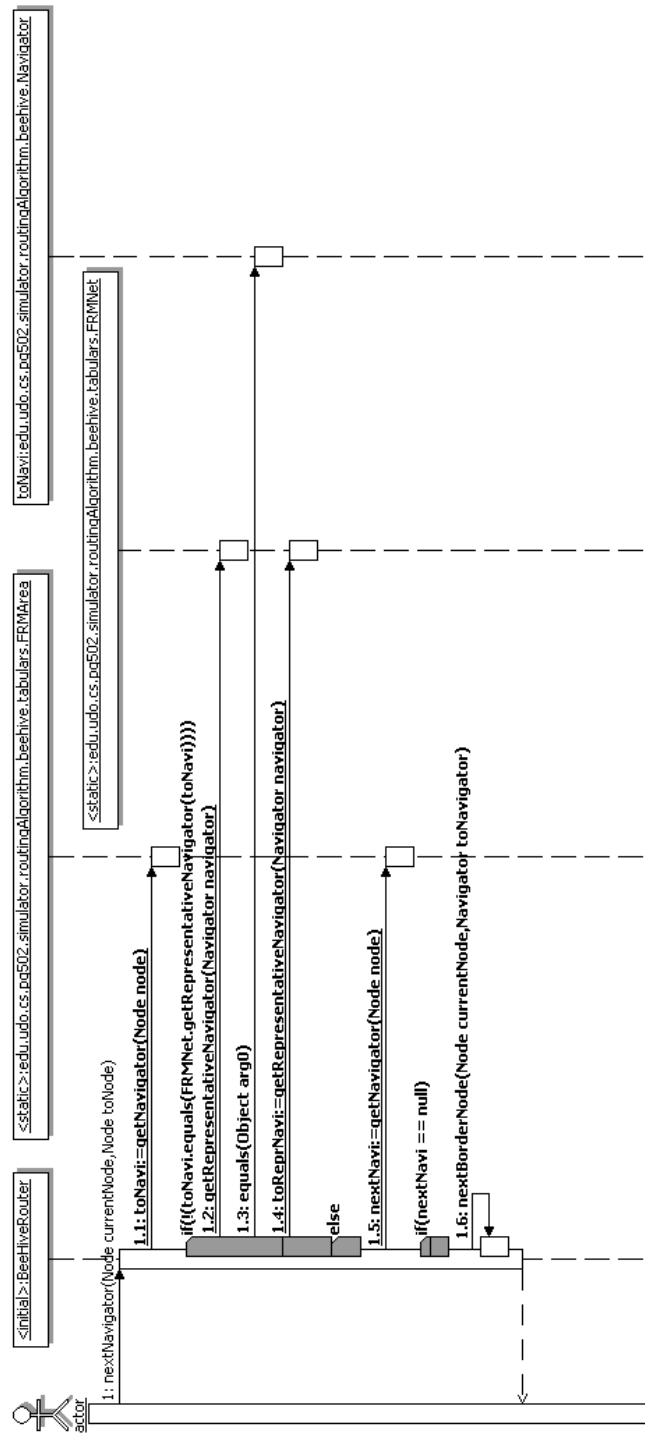 actor
<initial>:BeeHiveRouter
<static>:edu.udo.cs.pg502.simulator.routingAlgorithm.beehive.tabulars.FRMArea
<static>:edu.udo.cs.pg502.simulator.routingAlgorithm.beehive.tabulars.FRMNet
toNavi:edu.udo.cs.pg502.simulator.routingAlgorithm.beehive.Navigator
1: nextNavigator(Node currentNode,Node toNode)
1.1: toNavi:=getNavigator(Node node)
if(!(toNavi.equals(FRMNet.getRepresentativeNavigator(toNavi))))
1.2: getRepresentativeNavigator(Navigator navigator)
1.3: equals(Object arg0)
1.4: toReprNavi:=getRepresentativeNavigator(Navigator navigator)
else
1.5: nextNavi:=getNavigator(Node node)
if(nextNavi == null)
1.6: nextBorderNode(Node currentNode,Navigator toNavigator)